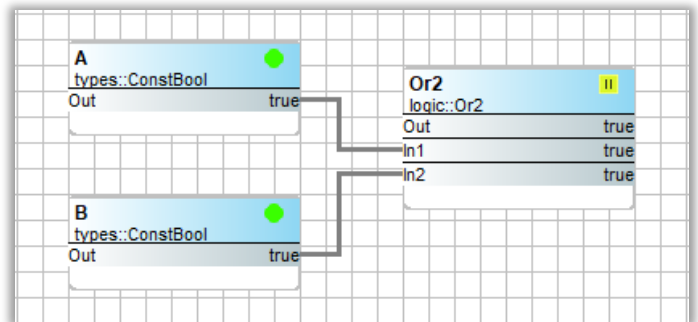 A
types::ConstBool
Out true
Or2
logic::Or2
Out true
In1 true
In2 true
B
types::ConstBool
Out true